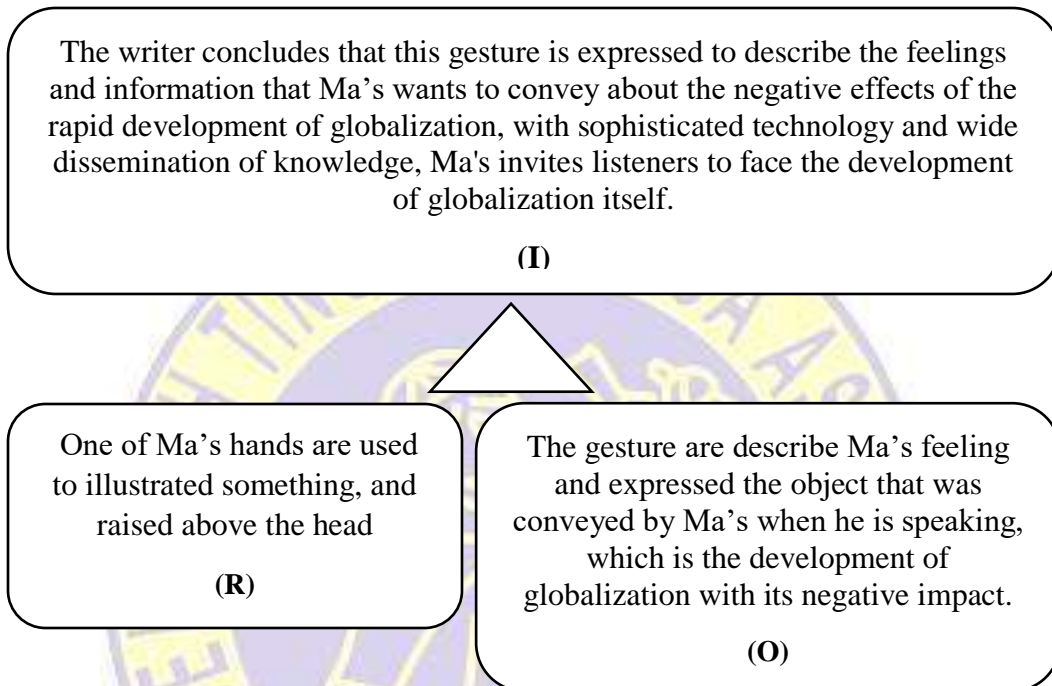 The writer concludes that this gesture is expressed to describe the feelings
and information that Ma’s wants to convey about the negative effects of the
rapid development of globalization, with sophisticated technology and wide
dissemination of knowledge, Ma's invites listeners to face the development
of globalization itself.
(I)
One of Ma’s hands are used
to illustrated something, and
raised above the head
(R)
The gesture are describe Ma’s feeling
and expressed the object that was
conveyed by Ma’s when he is speaking,
which is the development of
globalization with its negative impact.
(O)